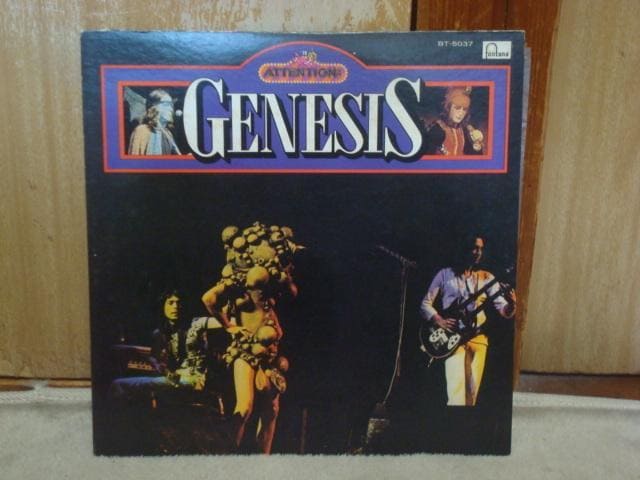 BT-5037
fontana
ATTENTION!
GENESIS